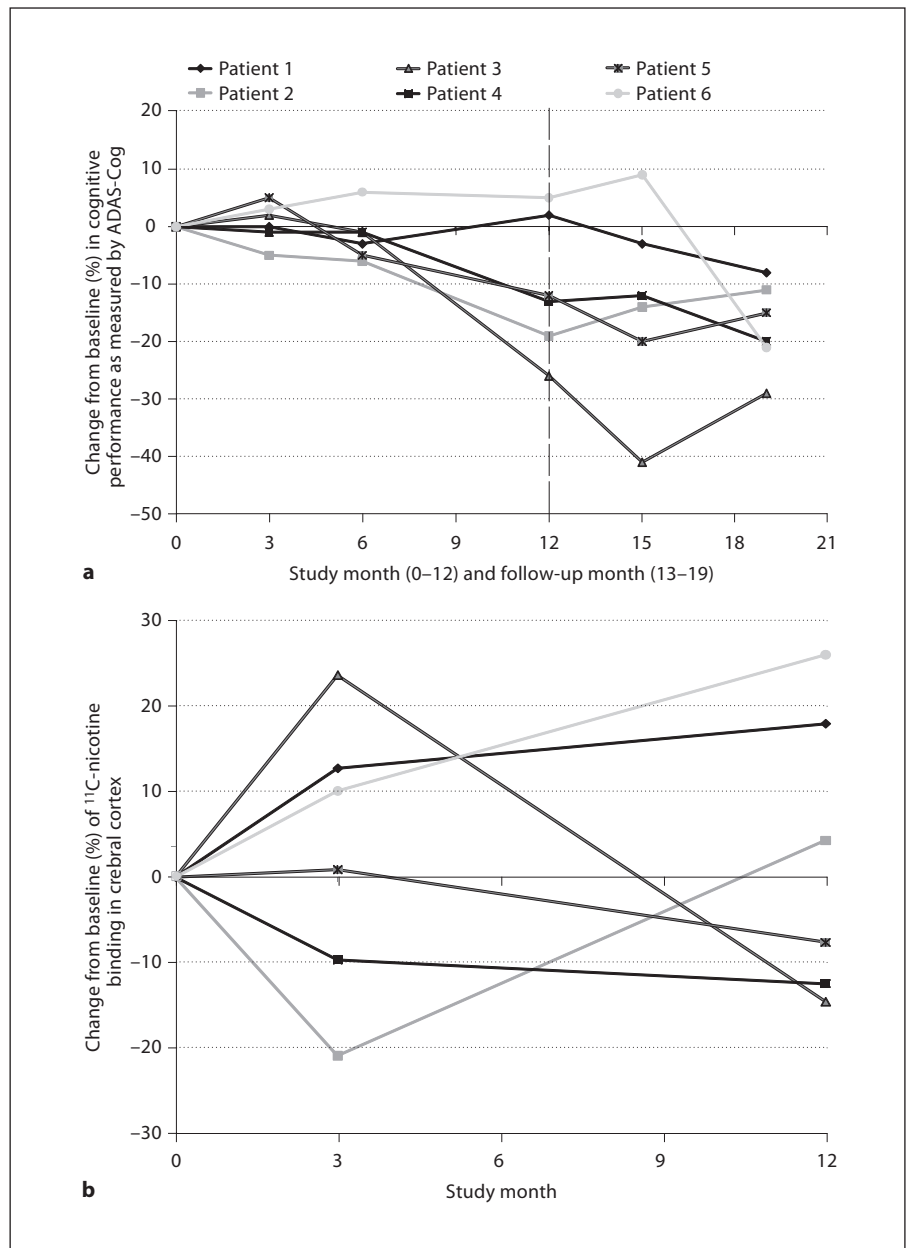 Patient 1
Patient 3
Patient 5
Patient 2
Patient 4
Patient 6
Change from baseline (%) in cognitive
performance as measured by ADAS-Cog
20
10
0
–10
–20
–30
–40
–50
0 3 6 9 12 15 18 21
a
Study month (0–12) and follow-up month (13–19)
Change from baseline (%) of ¹¹C-nicotine
binding in crebral cortex
30
20
10
0
–10
–20
–30
0 3 6 9 12
b
Study month